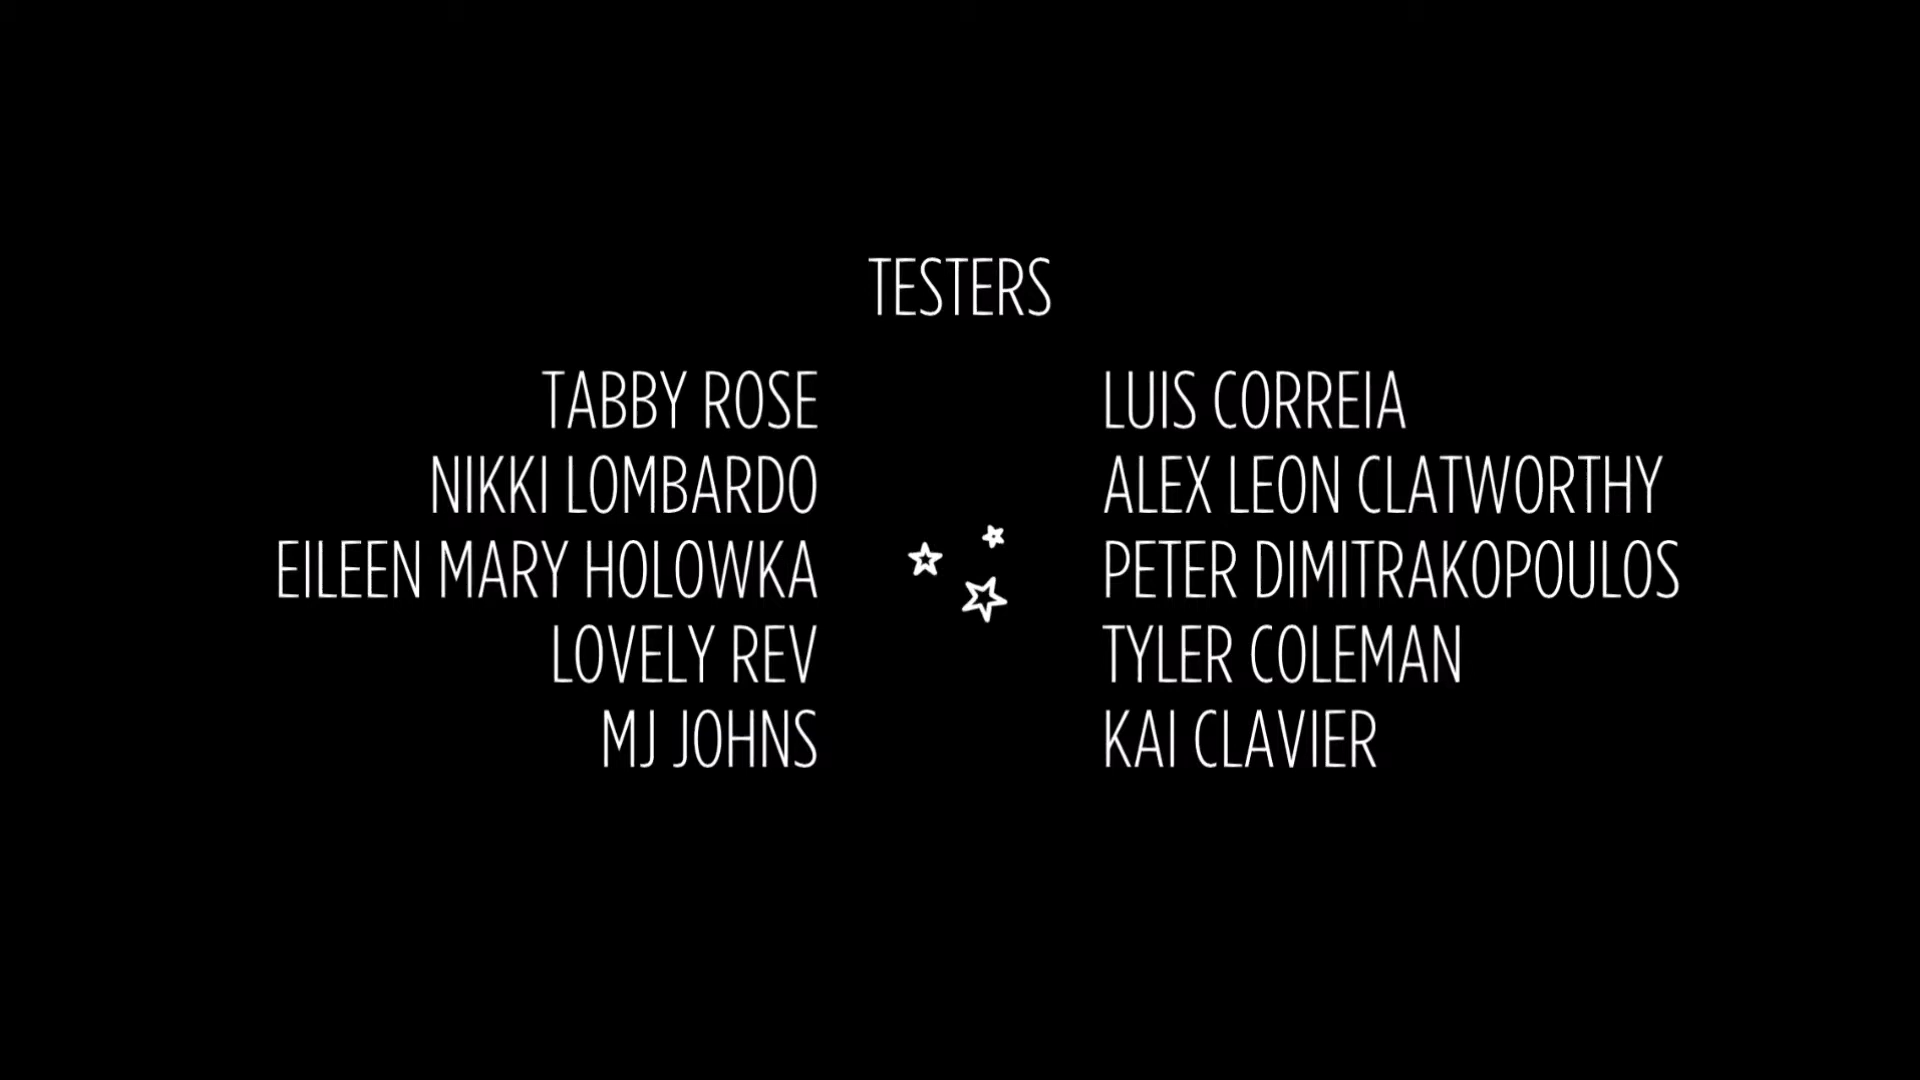 TESTERS
TABBY ROSE
NIKKI LOMBARDO
EILEEN MARY HOLOWKA
LOVELY REV
MJ JOHNS
LUIS CORREIA
ALEX LEON CLATWORTHY
PETER DIMITRAKOPOULOS
TYLER COLEMAN
KAI CLAVIER